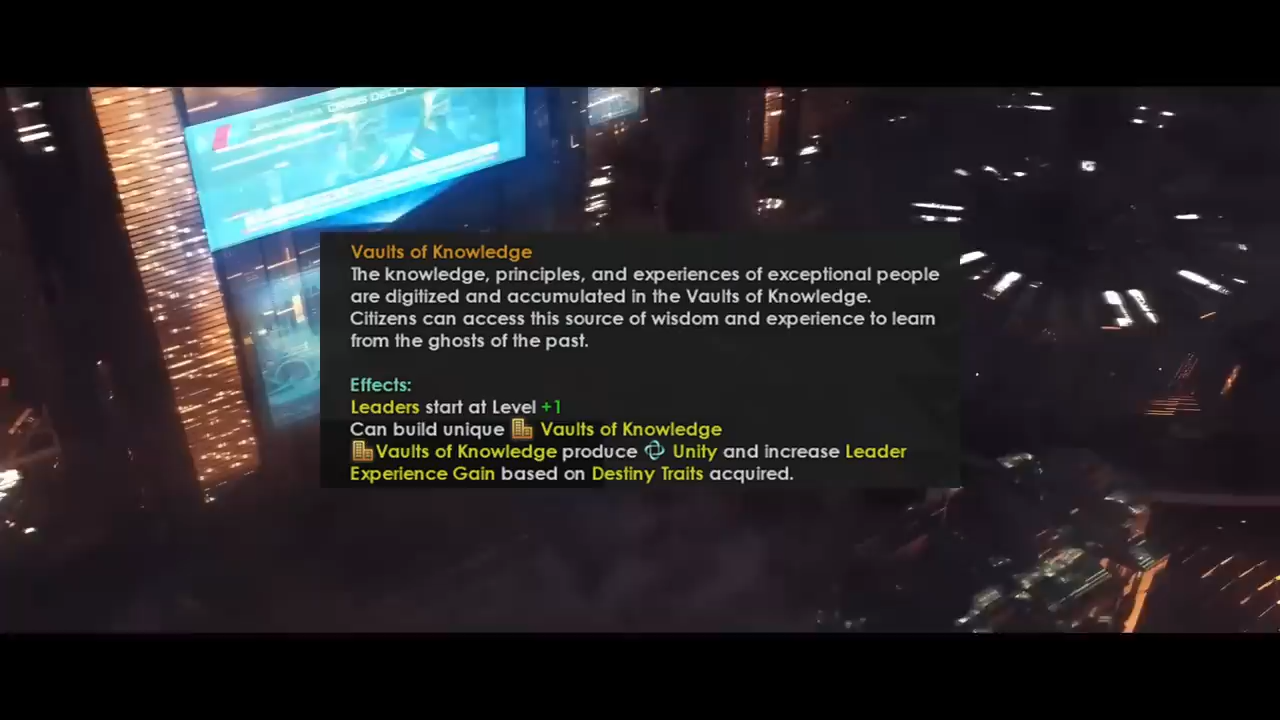 Vaults of Knowledge
The knowledge, principles, and experiences of exceptional people
are digitized and accumulated in the Vaults of Knowledge.
Citizens can access this source of wisdom and experience to learn
from the ghosts of the past.
Effects:
Leaders start at Level +1
Can build unique Vaults of Knowledge
Vaults of Knowledge produce Unity and increase Leader
Experience Gain based on Destiny Traits acquired.